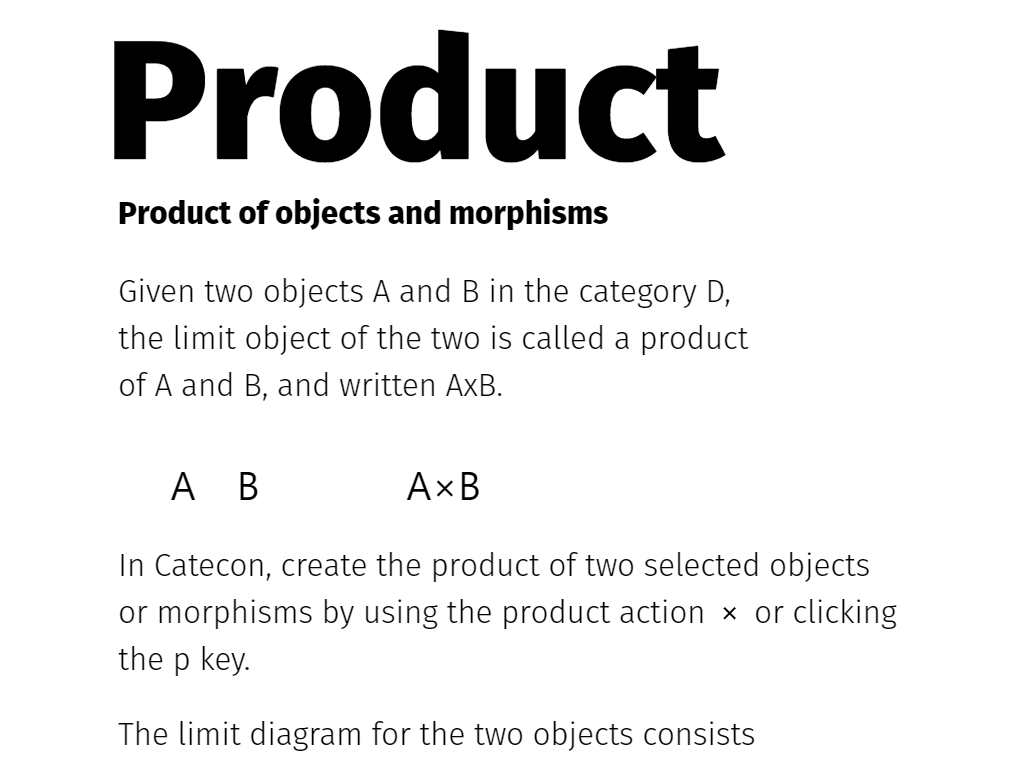 Product
Product of objects and morphisms
Given two objects A and B in the category D,
the limit object of the two is called a product
of A and B, and written AxB.
A B A×B
In Catecon, create the product of two selected objects
or morphisms by using the product action × or clicking
the p key.
The limit diagram for the two objects consists